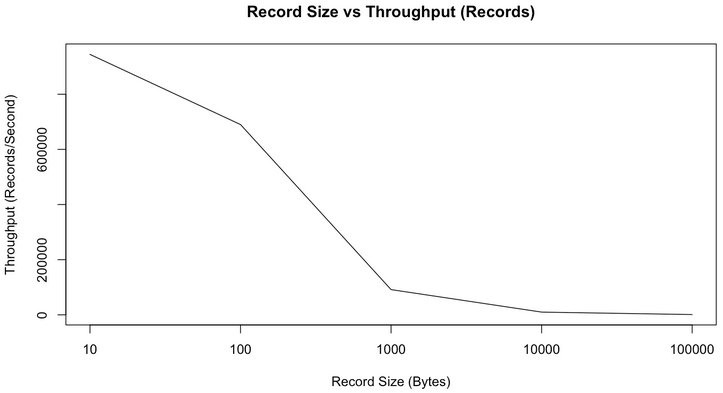 Record Size vs Throughput (Records)
Throughput (Records/Second)
600000
200000
0
10 100 1000 10000 100000
Record Size (Bytes)